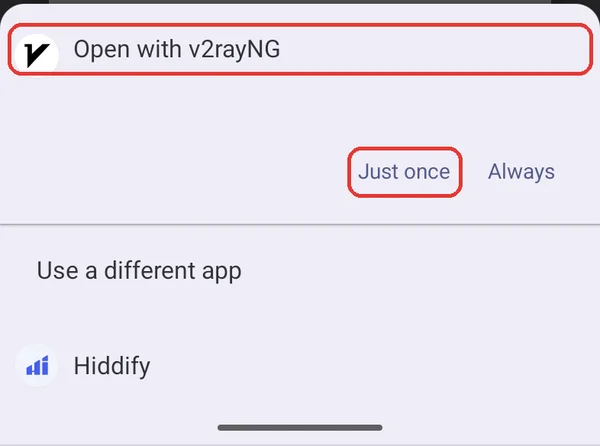 Open with v2rayNG
Just once Always
Use a different app
Hiddify